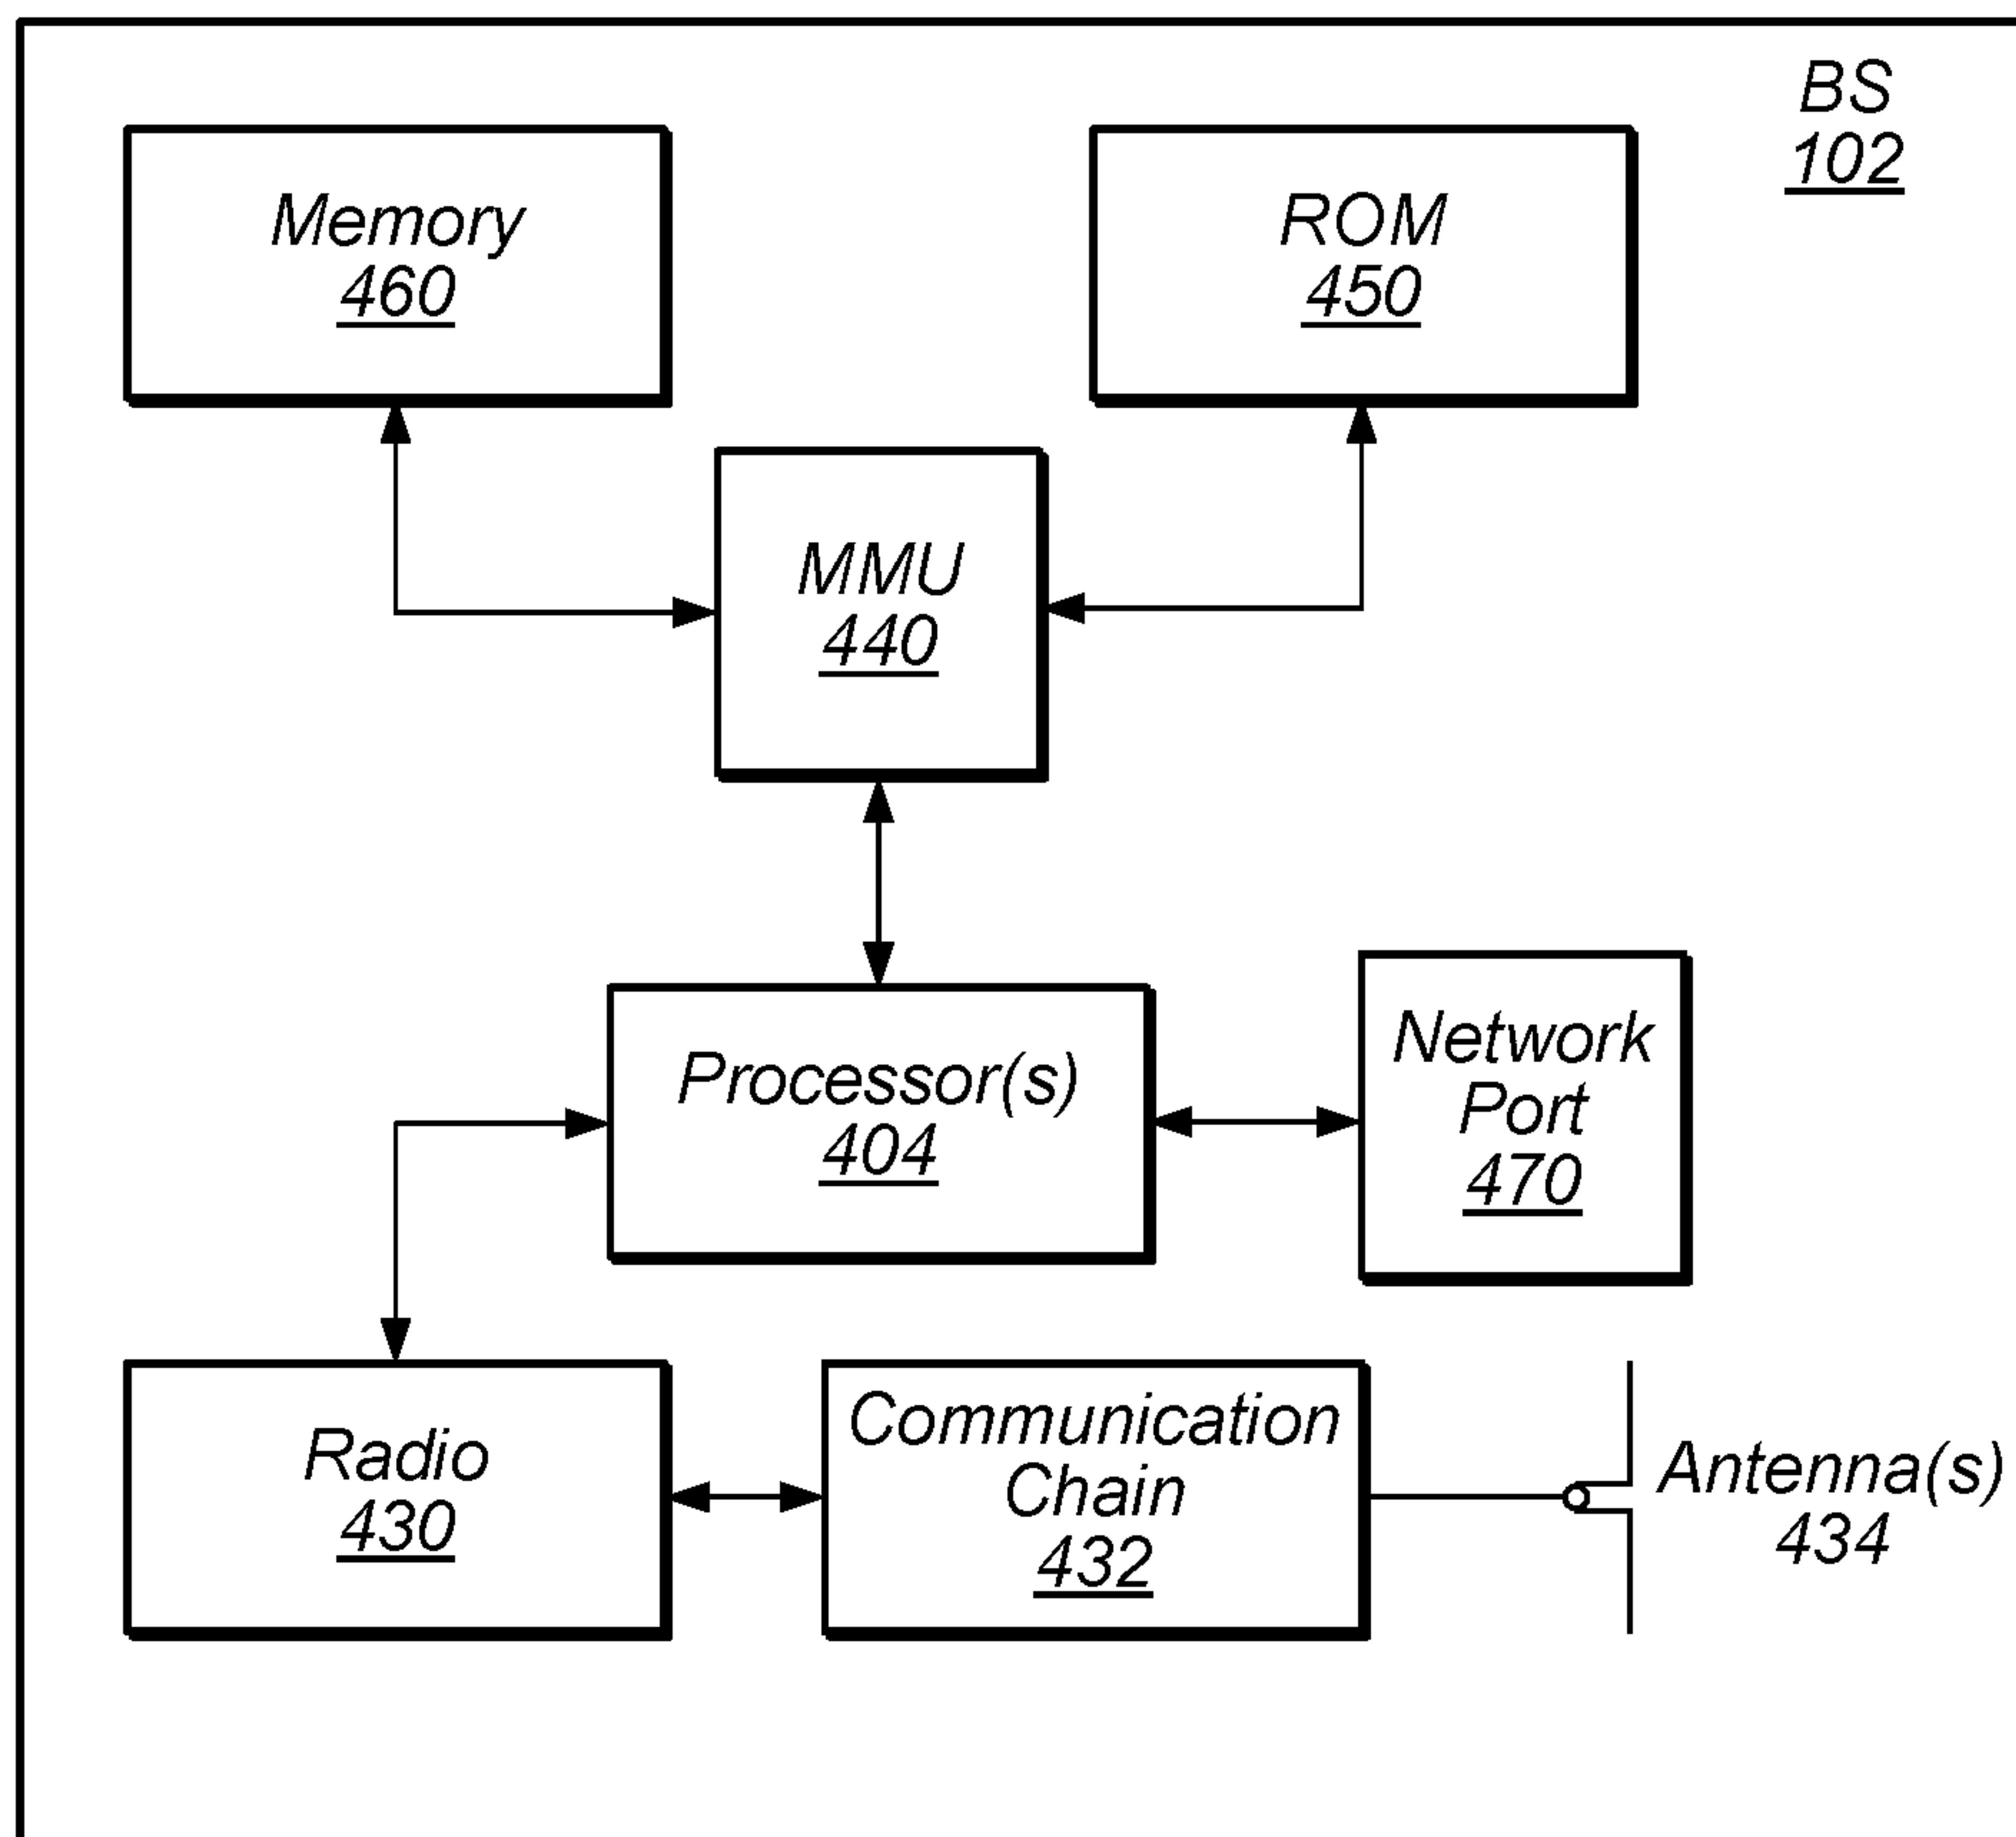 BS
102
Memory
460
ROM
450
MMU
440
Processor(s)
404
Network
Port
470
Radio
430
Communication
Chain
432
Antenna(s)
434